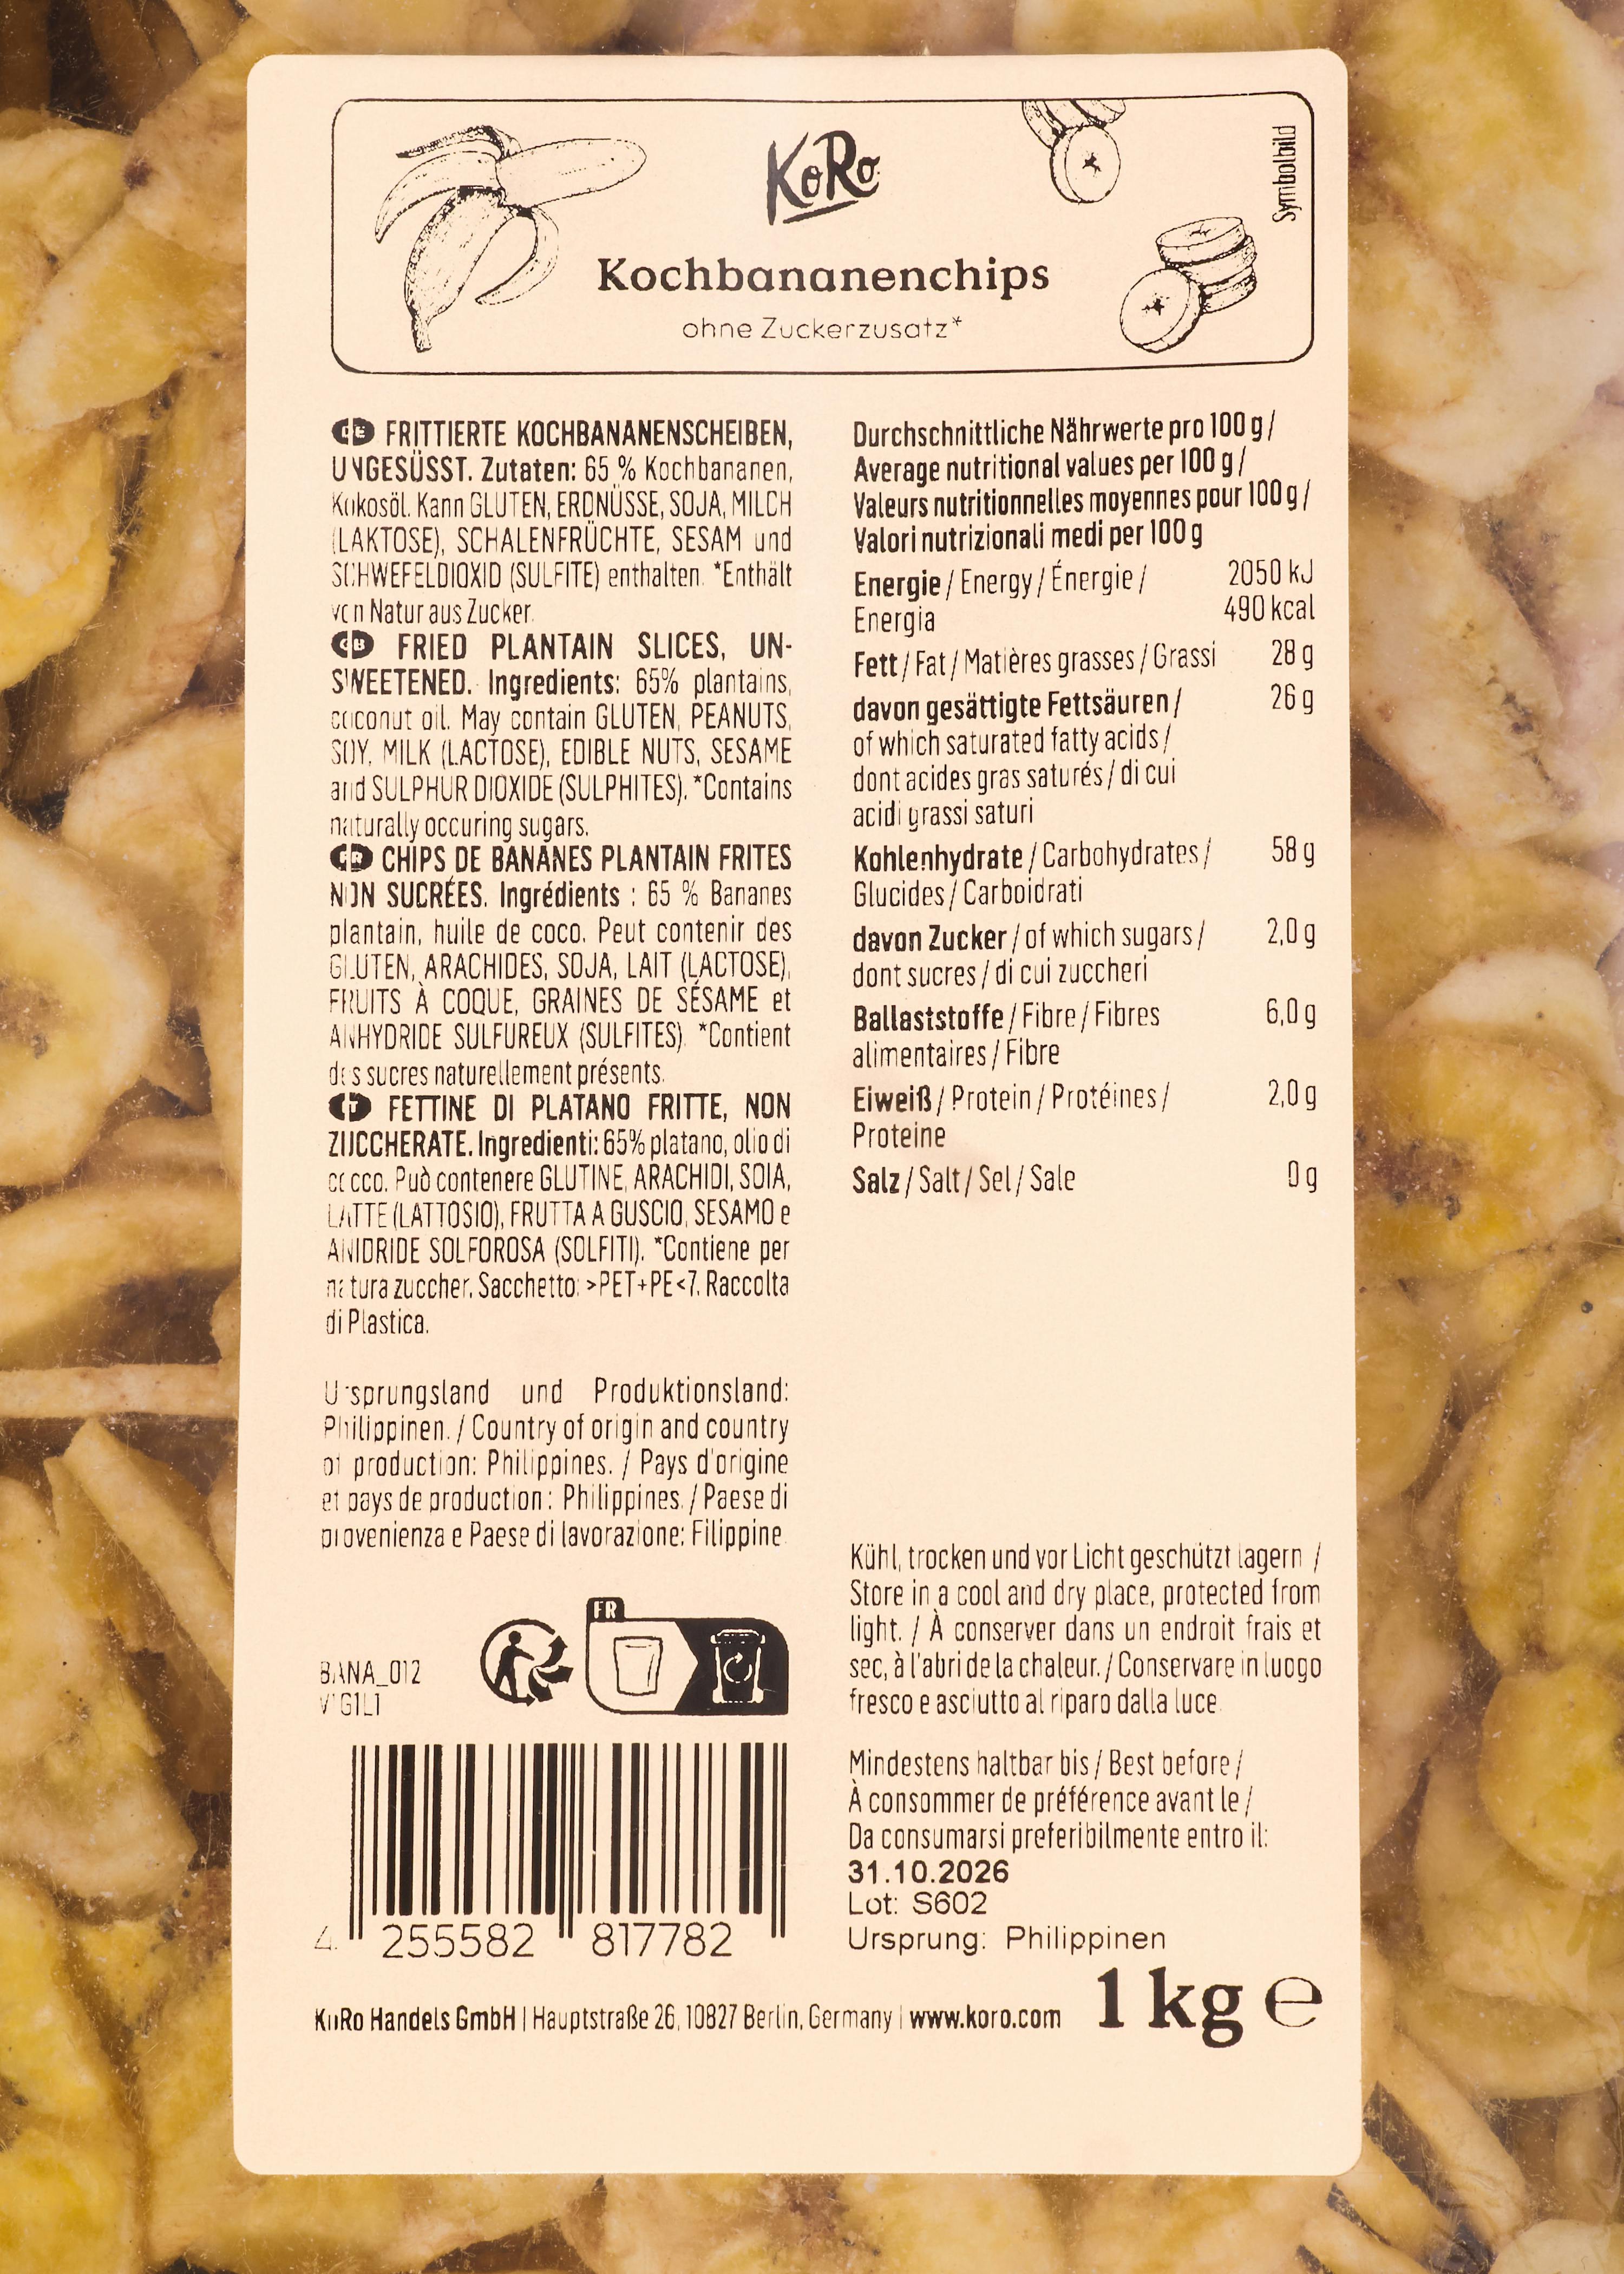 KoRo
Symbolbild
Kochbananenchips
ohne Zuckerzusatz*
DE FRITTIERTE KOCHBANANENSCHEIBEN,
UNGESÜSST. Zutaten: 65 % Kochbananen,
Kokosöl. Kann GLUTEN, ERDNÜSSE, SOJA, MILCH
(LAKTOSE), SCHALENFRÜCHTE, SESAM und
SCHWEFELDIOXID (SULFITE) enthalten. *Enthält
von Natur aus Zucker.
GB FRIED PLANTAIN SLICES, UN-
SWEETENED. Ingredients: 65% plantains,
coconut oil. May contain GLUTEN, PEANUTS,
SOY, MILK (LACTOSE), EDIBLE NUTS, SESAME
and SULPHUR DIOXIDE (SULPHITES). *Contains
naturally occuring sugars.
FR CHIPS DE BANANES PLANTAIN FRITES
NON SUCRÉES. Ingrédients : 65 % Bananes
plantain, huile de coco. Peut contenir des
GLUTEN, ARACHIDES, SOJA, LAIT (LACTOSE),
FRUITS À COQUE, GRAINES DE SÉSAME et
ANHYDRIDE SULFUREUX (SULFITES). *Contient
des sucres naturellement présents.
IT FETTINE DI PLATANO FRITTE, NON
ZUCCHERATE. Ingredienti: 65% platano, olio di
cocco. Può contenere GLUTINE, ARACHIDI, SOIA,
LATTE (LATTOSIO), FRUTTA A GUSCIO, SESAMO e
ANIDRIDE SOLFOROSA (SOLFITI). *Contiene per
natura zuccher. Sacchetto: >PET+PE<7. Raccolta
di Plastica.
Ursprungsland und Produktionsland:
Philippinen. / Country of origin and country
of production: Philippines. / Pays d'origine
et pays de production : Philippines. / Paese di
provenienza e Paese di lavorazione: Filippine.
BANA_012
FR
4 255582 817782
Durchschnittliche Nährwerte pro 100 g /
Average nutritional values per 100 g /
Valeurs nutritionnelles moyennes pour 100 g /
Valori nutrizionali medi per 100 g
Energie / Energy / Énergie / 2050 kJ
Energia 490 kcal
Fett / Fat / Matières grasses / Grassi 28 g
davon gesättigte Fettsäuren / 26 g
of which saturated fatty acids /
dont acides gras saturés / di cui
acidi grassi saturi
Kohlenhydrate / Carbohydrates / 58 g
Glucides / Carboidrati
davon Zucker / of which sugars / 2,0 g
dont sucres / di cui zuccheri
Ballaststoffe / Fibre / Fibres 6,0 g
alimentaires / Fibre
Eiweiß / Protein / Protéines / 2,0 g
Proteine
Salz / Salt / Sel / Sale 0 g
Kühl, trocken und vor Licht geschützt lagern /
Store in a cool and dry place, protected from
light. / À conserver dans un endroit frais et
sec, à l'abri de la chaleur. / Conservare in luogo
fresco e asciutto al riparo dalla luce.
Mindestens haltbar bis / Best before /
À consommer de préférence avant le /
Da consumarsi preferibilmente entro il:
31.10.2026
Lot: S602
Ursprung: Philippinen
1 kg e
KoRo Handels GmbH | Hauptstraße 26, 10827 Berlin, Germany | www.koro.com